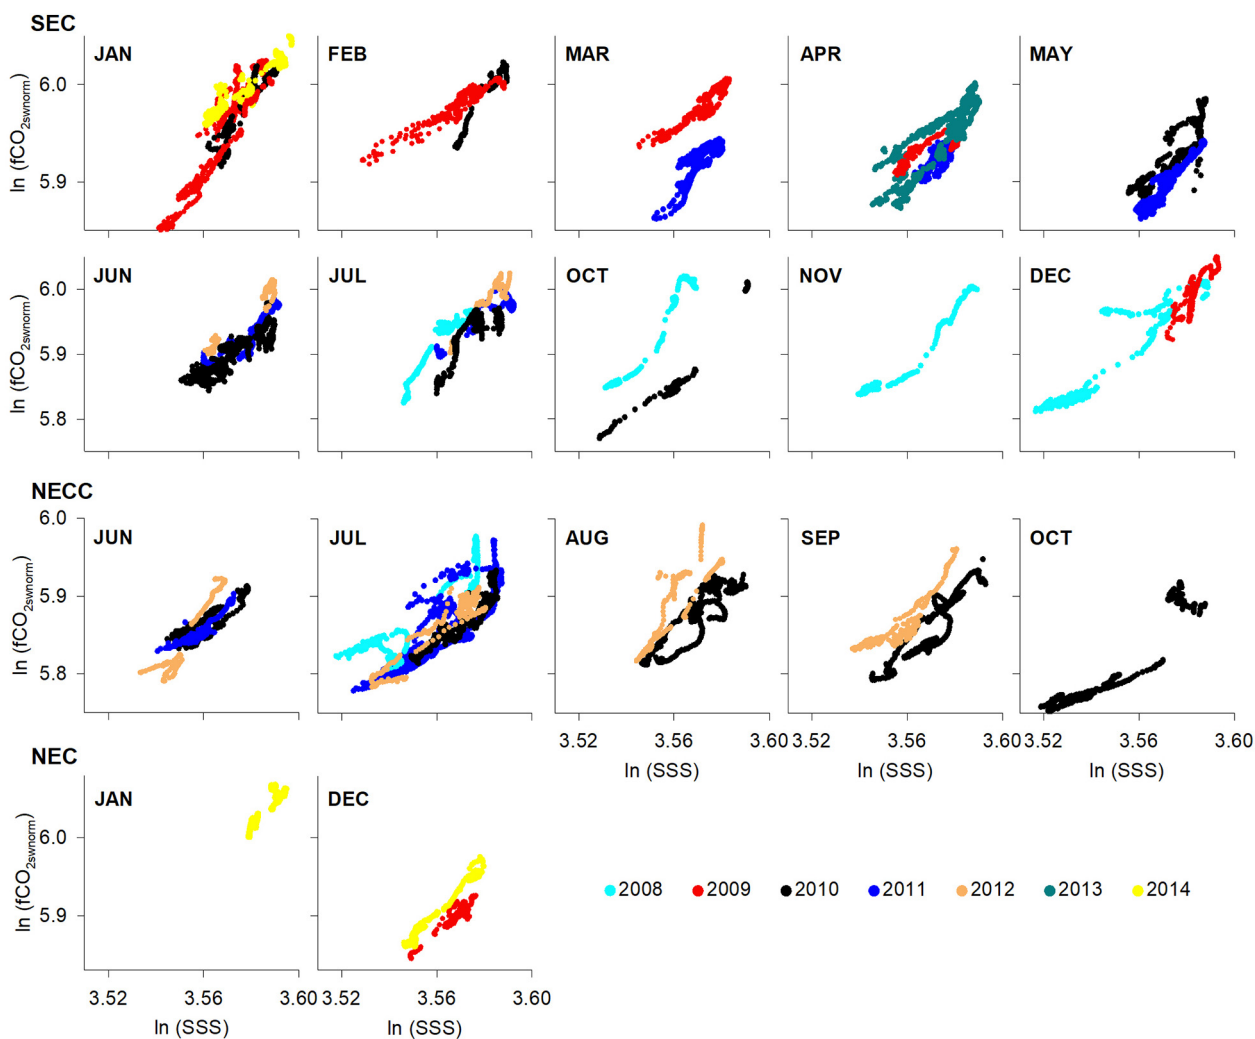 SEC
JAN FEB MAR APR MAY
ln (fCO2swnorm)
6.0
5.9
JUN JUL OCT NOV DEC
ln (fCO2swnorm)
6.0
5.9
5.8
NECC
JUN JUL AUG SEP OCT
ln (fCO2swnorm)
6.0
5.9
5.8
3.52 3.56 3.60 3.52 3.56 3.60 3.52 3.56 3.60
ln (SSS) ln (SSS) ln (SSS)
NEC
JAN DEC
ln (fCO2swnorm)
6.0
5.9
2008 2009 2010 2011 2012 2013 2014
3.52 3.56 3.60 3.52 3.56 3.60
ln (SSS) ln (SSS)